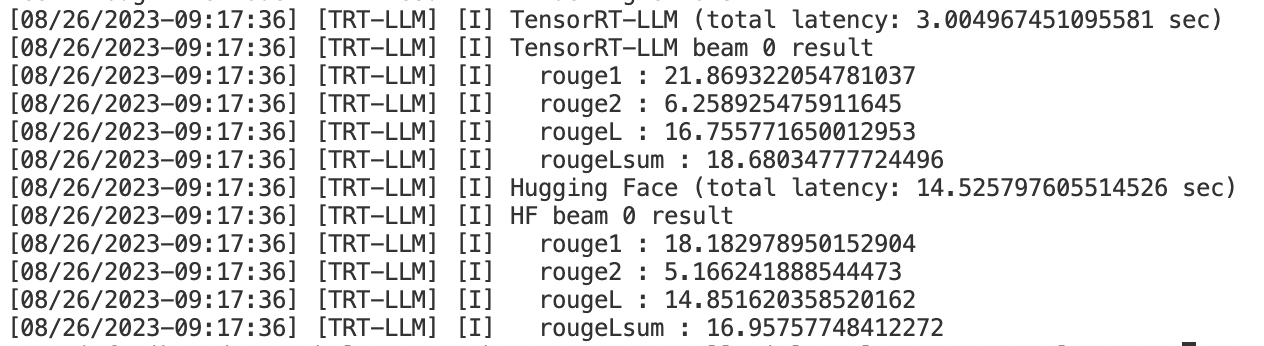 [08/26/2023-09:17:36] [TRT-LLM] [I] TensorRT-LLM (total latency: 3.004967451095581 sec)
[08/26/2023-09:17:36] [TRT-LLM] [I] TensorRT-LLM beam 0 result
[08/26/2023-09:17:36] [TRT-LLM] [I]   rouge1 : 21.869322054781037
[08/26/2023-09:17:36] [TRT-LLM] [I]   rouge2 : 6.258925475911645
[08/26/2023-09:17:36] [TRT-LLM] [I]   rougeL : 16.755771650012953
[08/26/2023-09:17:36] [TRT-LLM] [I]   rougeLsum : 18.68034777724496
[08/26/2023-09:17:36] [TRT-LLM] [I] Hugging Face (total latency: 14.525797605514526 sec)
[08/26/2023-09:17:36] [TRT-LLM] [I] HF beam 0 result
[08/26/2023-09:17:36] [TRT-LLM] [I]   rouge1 : 18.182978950152904
[08/26/2023-09:17:36] [TRT-LLM] [I]   rouge2 : 5.166241888544473
[08/26/2023-09:17:36] [TRT-LLM] [I]   rougeL : 14.851620358520162
[08/26/2023-09:17:36] [TRT-LLM] [I]   rougeLsum : 16.95757748412272